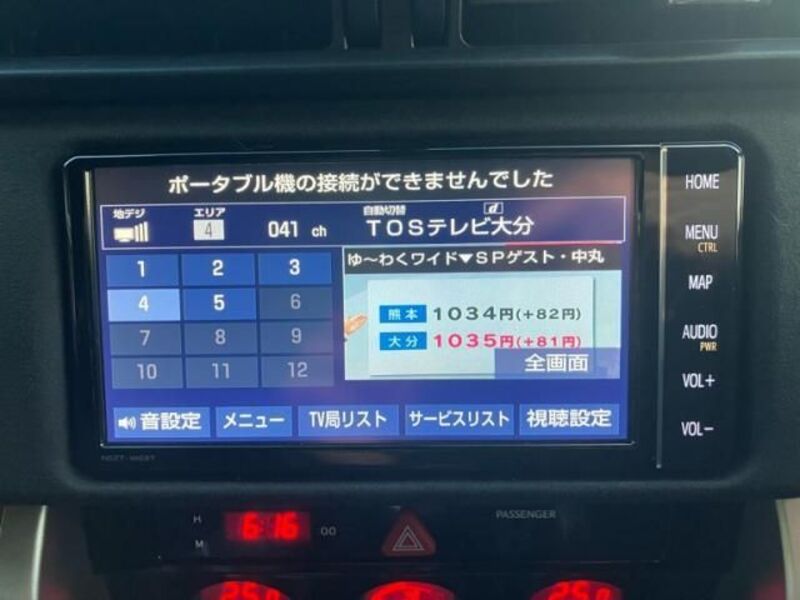 ポータブル機の接続ができませんでした
地デジ エリア 4 041 ch 自動切替 d
TOSテレビ大分
1 2 3
4 5 6
7 8 9
10 11 12
ゆ〜わくワイド▼SPゲスト・中丸
熊本 1034円(+82円)
大分 1035円(+81円)
全画面
音設定 メニュー TV局リスト サービスリスト 視聴設定
HOME
MENU
CTRL
MAP
AUDIO
PWR
VOL+
VOL−
H 6:16 00
M
PASSENGER
25.0 25.0